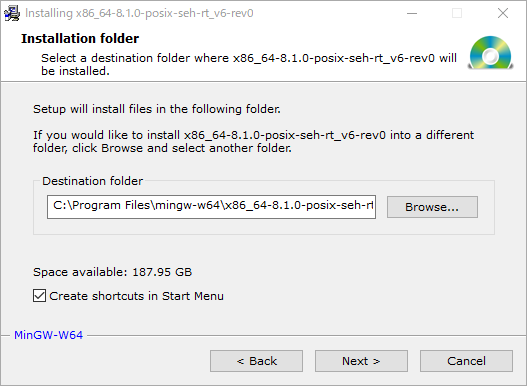 Installing x86_64-8.1.0-posix-seh-rt_v6-rev0
Installation folder
Select a destination folder where x86_64-8.1.0-posix-seh-rt_v6-rev0 will
be installed.
Setup will install files in the following folder.
If you would like to install x86_64-8.1.0-posix-seh-rt_v6-rev0 into a different
folder, click Browse and select another folder.
Destination folder
C:\Program Files\mingw-w64\x86_64-8.1.0-posix-seh-rt
Browse...
Space available: 187.95 GB
Create shortcuts in Start Menu
MinGW-W64
< Back
Next >
Cancel